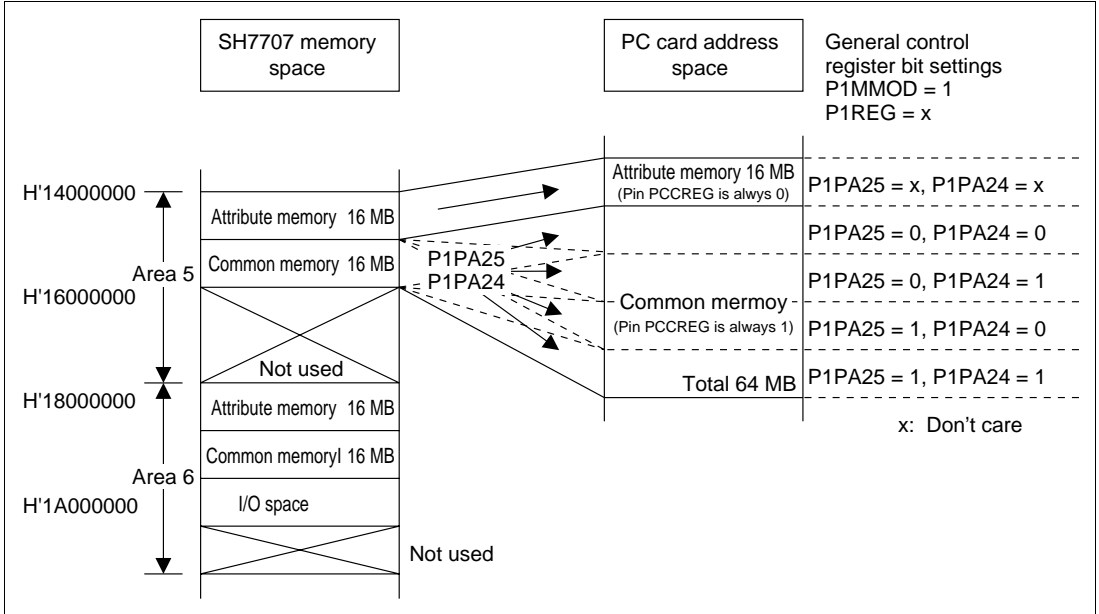 SH7707 memory
space
PC card address
space
General control
register bit settings
P1MMOD = 1
P1REG = x
H'14000000
Attribute memory 16 MB
Attribute memory 16 MB
(Pin PCCREG is alwys 0)
P1PA25 = x, P1PA24 = x
Area 5
Common memory 16 MB
P1PA25
P1PA24
P1PA25 = 0, P1PA24 = 0
H'16000000
Common mermoy
(Pin PCCREG is always 1)
P1PA25 = 0, P1PA24 = 1
P1PA25 = 1, P1PA24 = 0
Not used
Total 64 MB
P1PA25 = 1, P1PA24 = 1
H'18000000
Attribute memory 16 MB
x: Don't care
Area 6
Common memoryl 16 MB
H'1A000000
I/O space
Not used